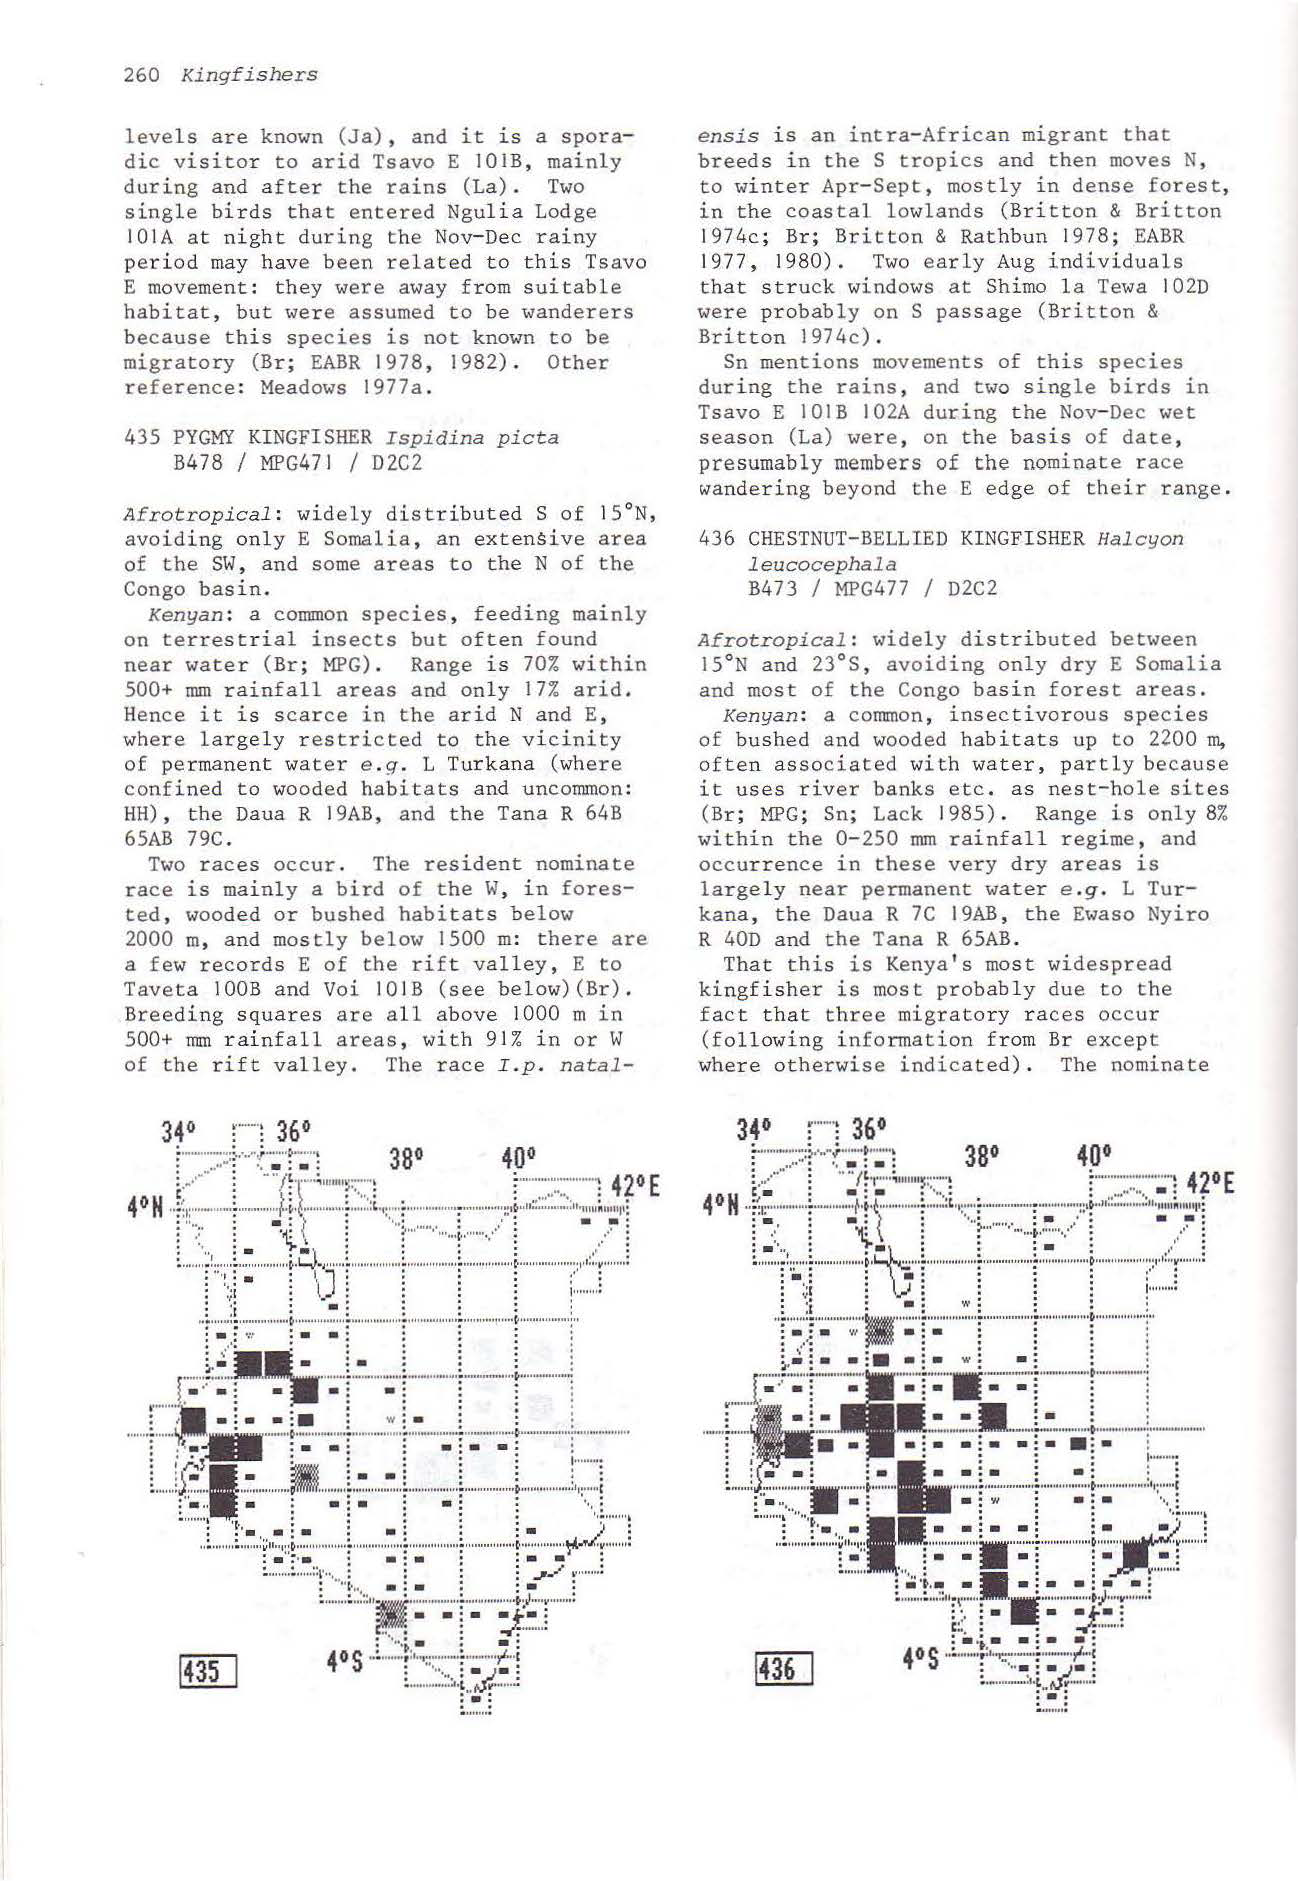 260 Kingfishers
levels are known (Ja), and it is a spora-
dic visitor to arid Tsavo E 101B, mainly
during and after the rains (La). Two
single birds that entered Ngulia Lodge
101A at night during the Nov-Dec rainy
period may have been related to this Tsavo
E movement: they were away from suitable
habitat, but were assumed to be wanderers
because this species is not known to be
migratory (Br; EABR 1978, 1982). Other
reference: Meadows 1977a.
435 PYGMY KINGFISHER Ispidina picta
B478 / MPG471 / D2C2
Afrotropical: widely distributed S of 15°N,
avoiding only E Somalia, an extensive area
of the SW, and some areas to the N of the
Congo basin.
Kenyan: a common species, feeding mainly
on terrestrial insects but often found
near water (Br; MPG). Range is 70% within
500+ mm rainfall areas and only 17% arid.
Hence it is scarce in the arid N and E,
where largely restricted to the vicinity
of permanent water e.g. L Turkana (where
confined to wooded habitats and uncommon:
HH), the Daua R 19AB, and the Tana R 64B
65AB 79C.
Two races occur. The resident nominate
race is mainly a bird of the W, in fores-
ted, wooded or bushed habitats below
2000 m, and mostly below 1500 m: there are
a few records E of the rift valley, E to
Taveta 100B and Voi 101B (see below)(Br).
Breeding squares are all above 1000 m in
500+ mm rainfall areas, with 91% in or W
of the rift valley. The race I.p. natal-
ensis is an intra-African migrant that
breeds in the S tropics and then moves N,
to winter Apr-Sept, mostly in dense forest,
in the coastal lowlands (Britton & Britton
1974c; Br; Britton & Rathbun 1978; EABR
1977, 1980). Two early Aug individuals
that struck windows at Shimo la Tewa 102D
were probably on S passage (Britton &
Britton 1974c).
Sn mentions movements of this species
during the rains, and two single birds in
Tsavo E 101B 102A during the Nov-Dec wet
season (La) were, on the basis of date,
presumably members of the nominate race
wandering beyond the E edge of their range.
436 CHESTNUT-BELLIED KINGFISHER Halcyon
leucocephala
B473 / MPG477 / D2C2
Afrotropical: widely distributed between
15°N and 23°S, avoiding only dry E Somalia
and most of the Congo basin forest areas.
Kenyan: a common, insectivorous species
of bushed and wooded habitats up to 2200 m,
often associated with water, partly because
it uses river banks etc. as nest-hole sites
(Br; MPG; Sn; Lack 1985). Range is only 8%
within the 0-250 mm rainfall regime, and
occurrence in these very dry areas is
largely near permanent water e.g. L Tur-
kana, the Daua R 7C 19AB, the Ewaso Nyiro
R 40D and the Tana R 65AB.
That this is Kenya's most widespread
kingfisher is most probably due to the
fact that three migratory races occur
(following information from Br except
where otherwise indicated). The nominate
34° 36°
38° 40°
42°E
4°N
w
w
4°S
435
34° 36°
38° 40°
42°E
4°N
w
w
w
w
4°S
436